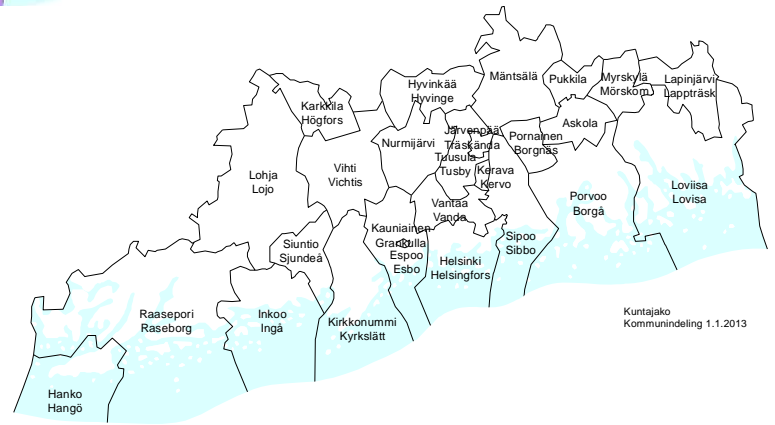 Mäntsälä
Pukkila
Myrskylä
Mörskom
Lapinjärvi
Lappträsk
Hyvinkää
Hyvinge
Karkkila
Högfors
Askola
Järvenpää
Träskända
Pornainen
Borgnäs
Nurmijärvi
Tuusula
Tusby
Kerava
Kervo
Vihti
Vichtis
Lohja
Lojo
Loviisa
Lovisa
Porvoo
Borgå
Vantaa
Vanda
Kauniainen
Grankulla
Espoo
Esbo
Sipoo
Sibbo
Siuntio
Sjundeå
Helsinki
Helsingfors
Raasepori
Raseborg
Inkoo
Ingå
Kirkkonummi
Kyrkslätt
Kuntajako
Kommunindeling 1.1.2013
Hanko
Hangö